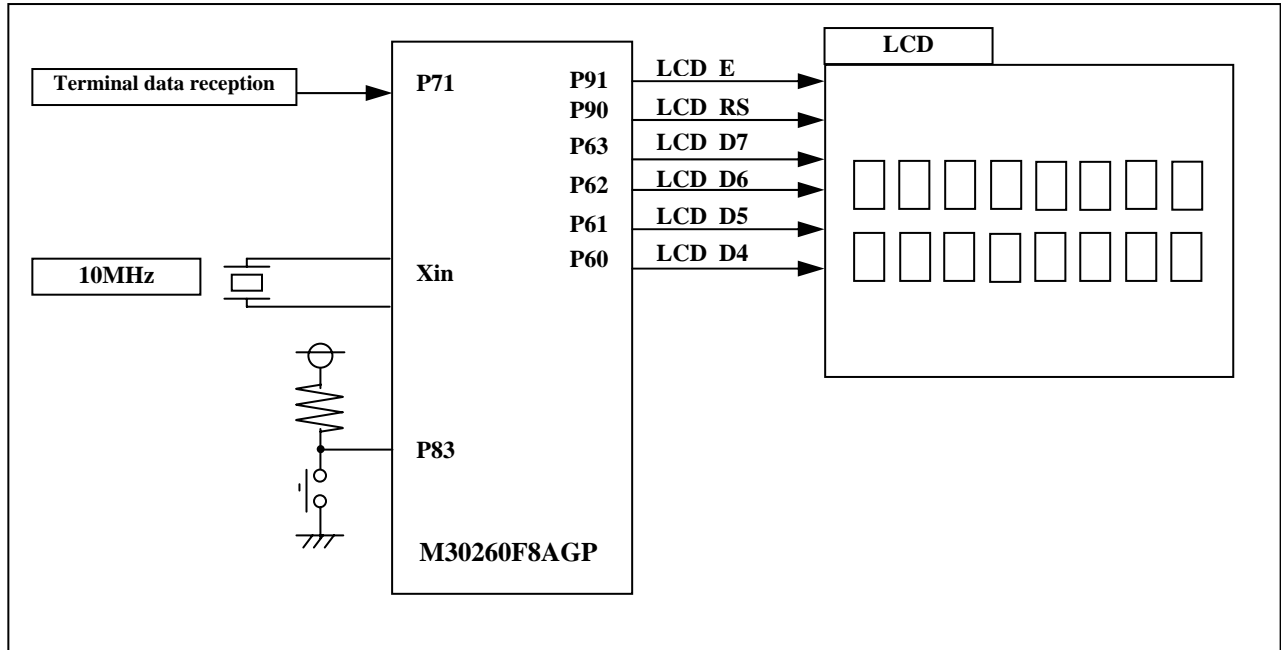 LCD
Terminal data reception
P71
P91
LCD E
P90
LCD RS
P63
LCD D7
P62
LCD D6
P61
LCD D5
P60
LCD D4
10MHz
Xin
P83
M30260F8AGP